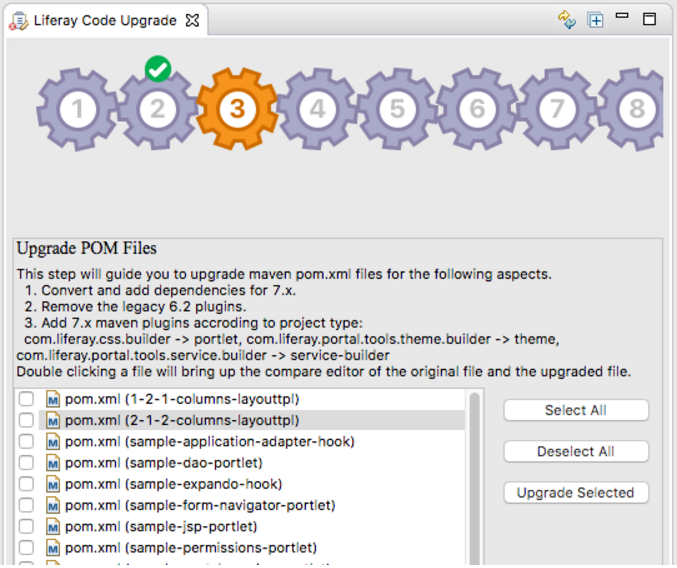 Liferay Code Upgrade
1 2 3 4 5 6 7 8
Upgrade POM Files
This step will guide you to upgrade maven pom.xml files for the following aspects.
1. Convert and add dependencies for 7.x.
2. Remove the legacy 6.2 plugins.
3. Add 7.x maven plugins accroding to project type:
com.liferay.css.builder -> portlet, com.liferay.portal.tools.theme.builder -> theme,
com.liferay.portal.tools.service.builder -> service-builder
Double clicking a file will bring up the compare editor of the original file and the upgraded file.
M pom.xml (1-2-1-columns-layouttpl)
M pom.xml (2-1-2-columns-layouttpl)
M pom.xml (sample-application-adapter-hook)
M pom.xml (sample-dao-portlet)
M pom.xml (sample-expando-hook)
M pom.xml (sample-form-navigator-portlet)
M pom.xml (sample-jsp-portlet)
M pom.xml (sample-permissions-portlet)
Select All
Deselect All
Upgrade Selected